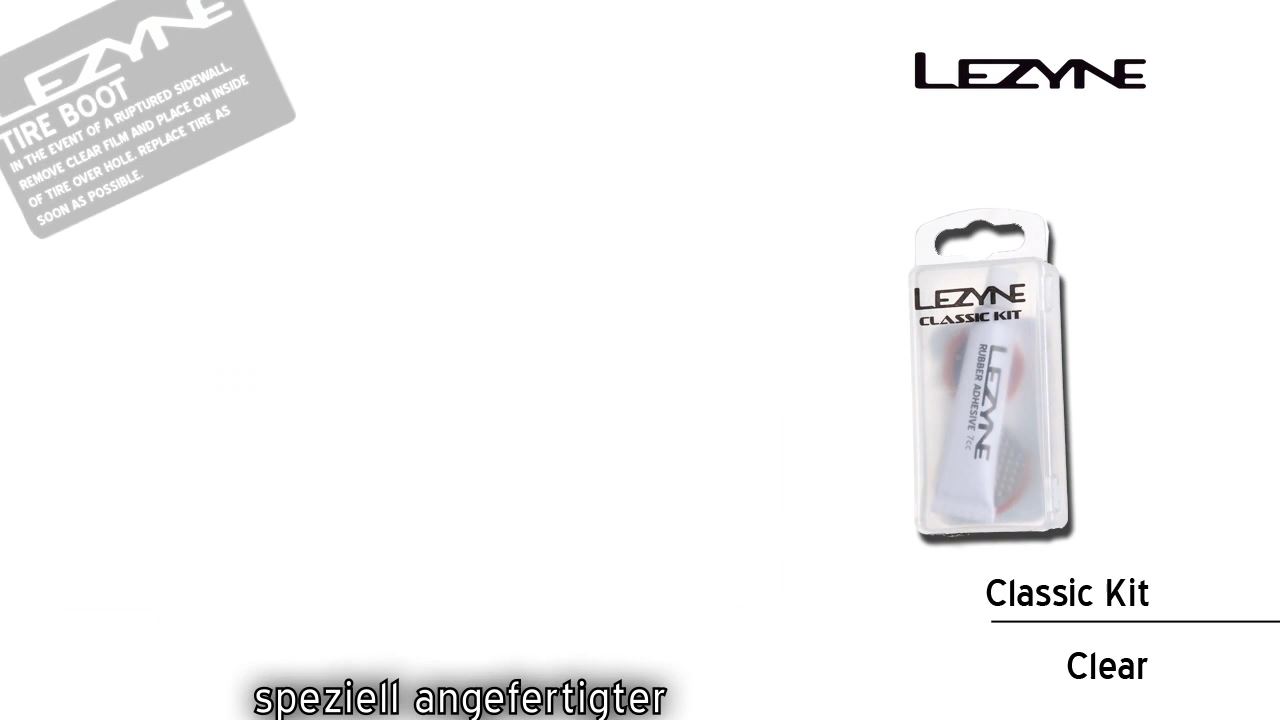 LEZYNE
TIRE BOOT
IN THE EVENT OF A RUPTURED SIDEWALL.
REMOVE CLEAR FILM AND PLACE ON INSIDE
OF TIRE OVER HOLE. REPLACE TIRE AS
SOON AS POSSIBLE.
LEZYNE
LEZYNE
CLASSIC KIT
LEZYNE
RUBBER ADHESIVE 7cc
Classic Kit
Clear
speziell angefertigter